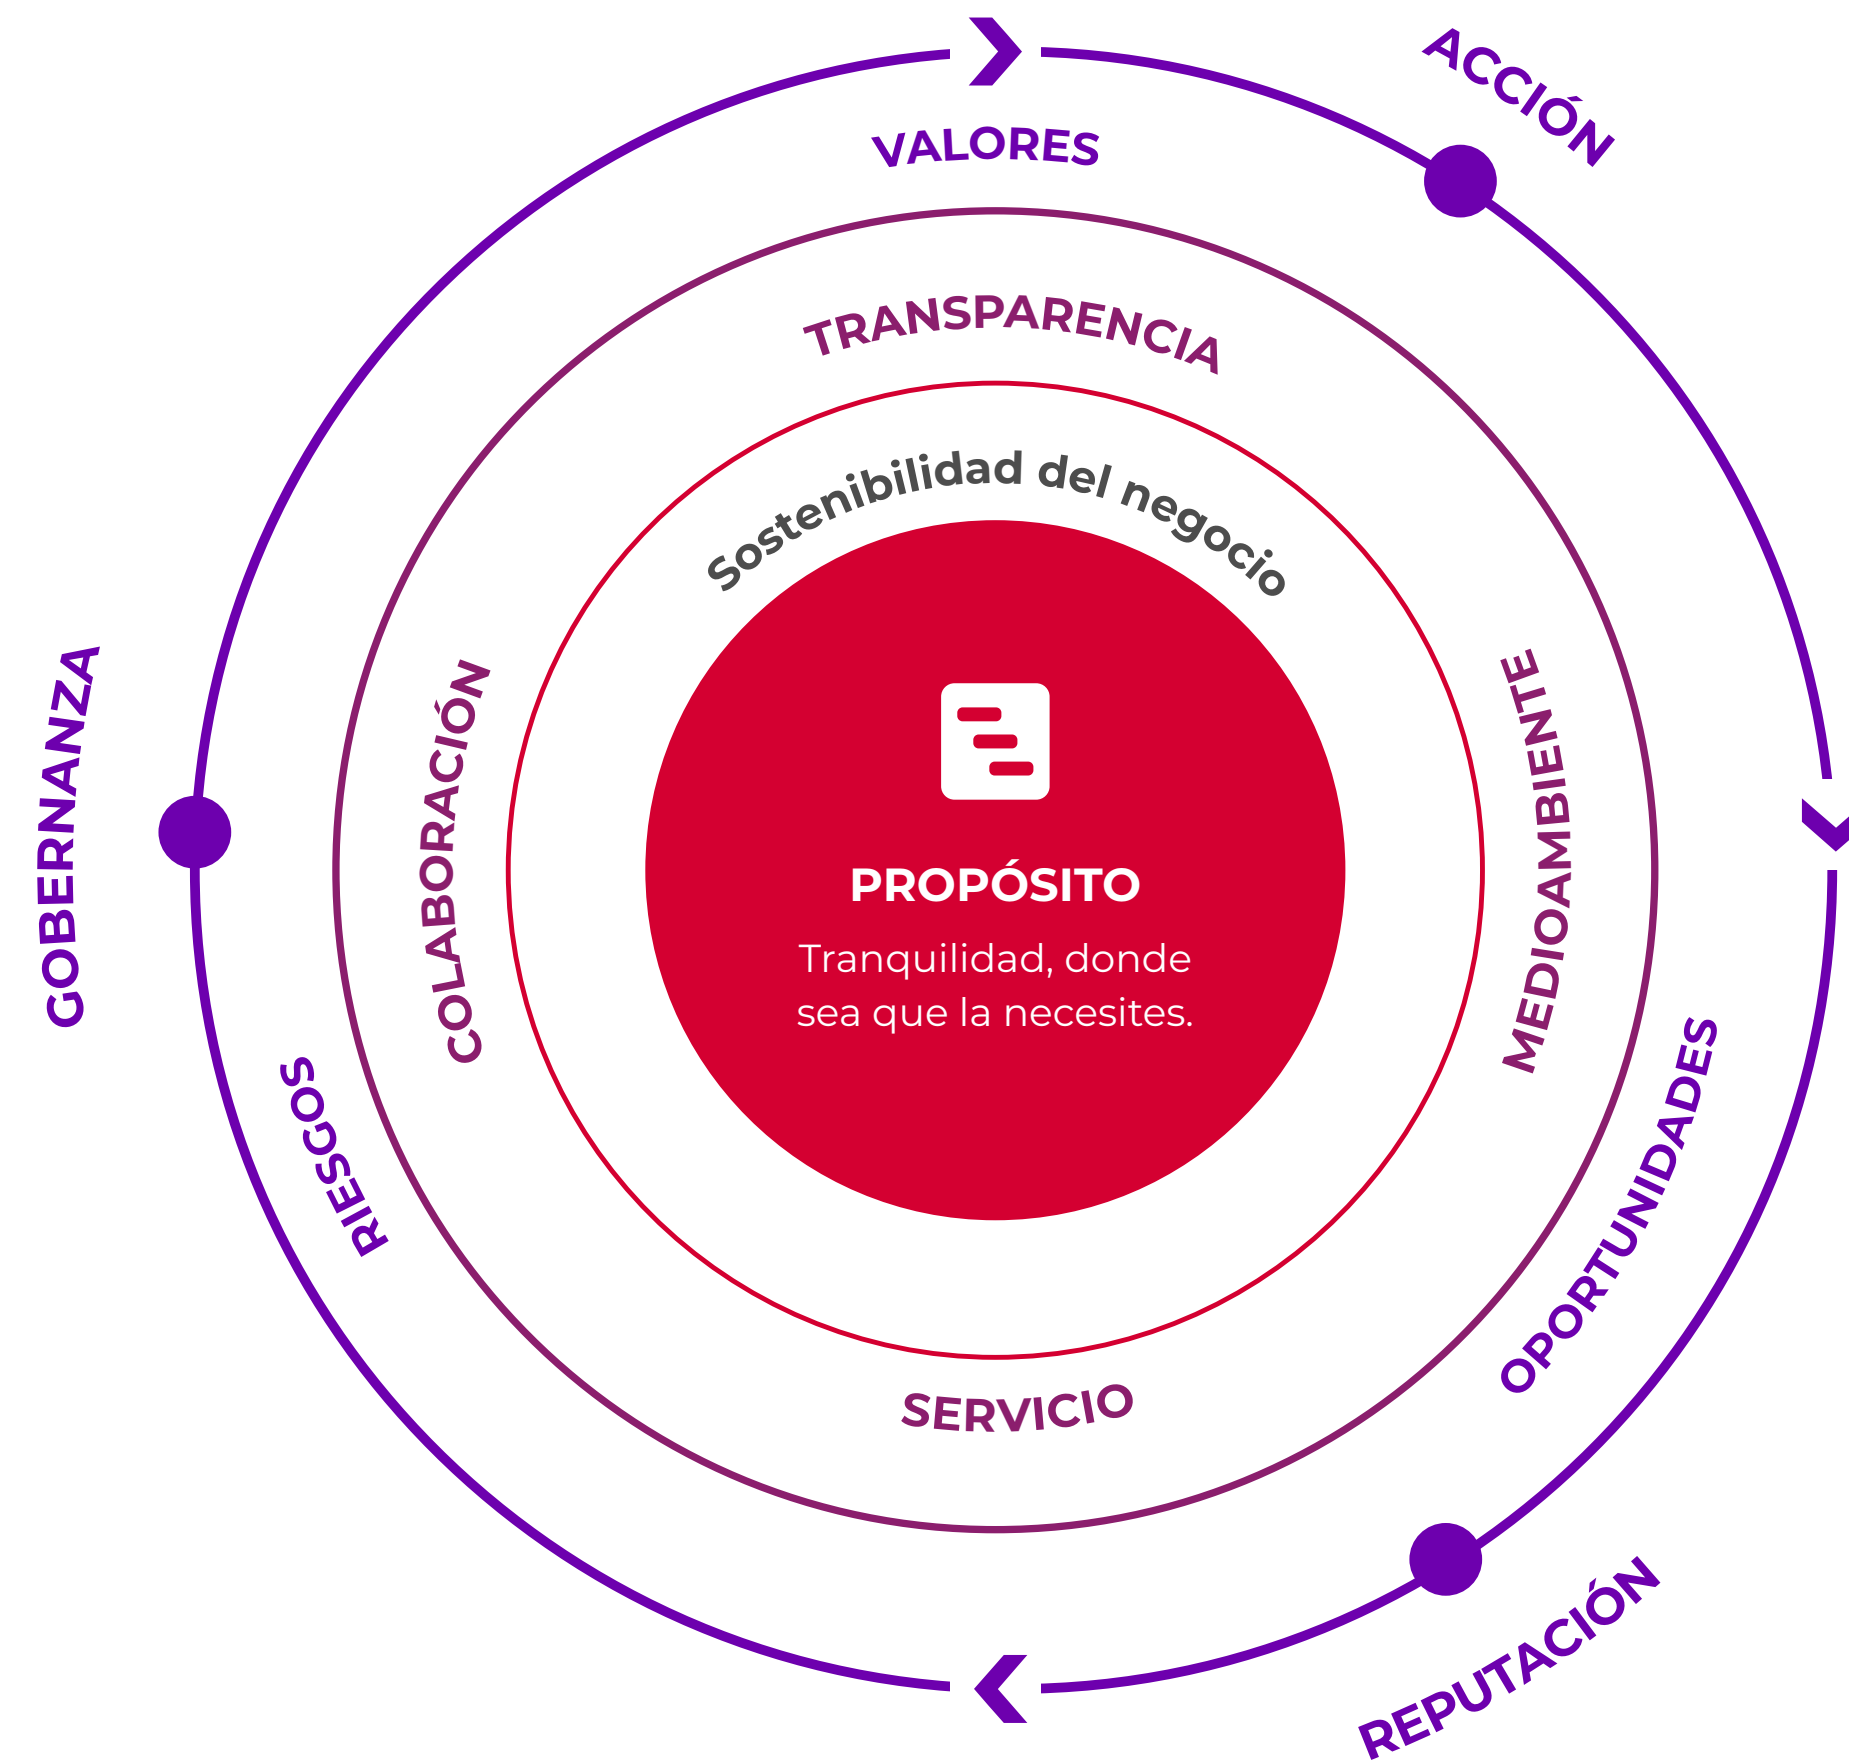 ACCIÓN
VALORES
TRANSPARENCIA
Sostenibilidad del negocio
GOBERNANZA
COLABORACIÓN
MEDIOAMBIENTE
PROPÓSITO
Tranquilidad, donde
sea que la necesites.
RIESGOS
OPORTUNIDADES
SERVICIO
REPUTACIÓN